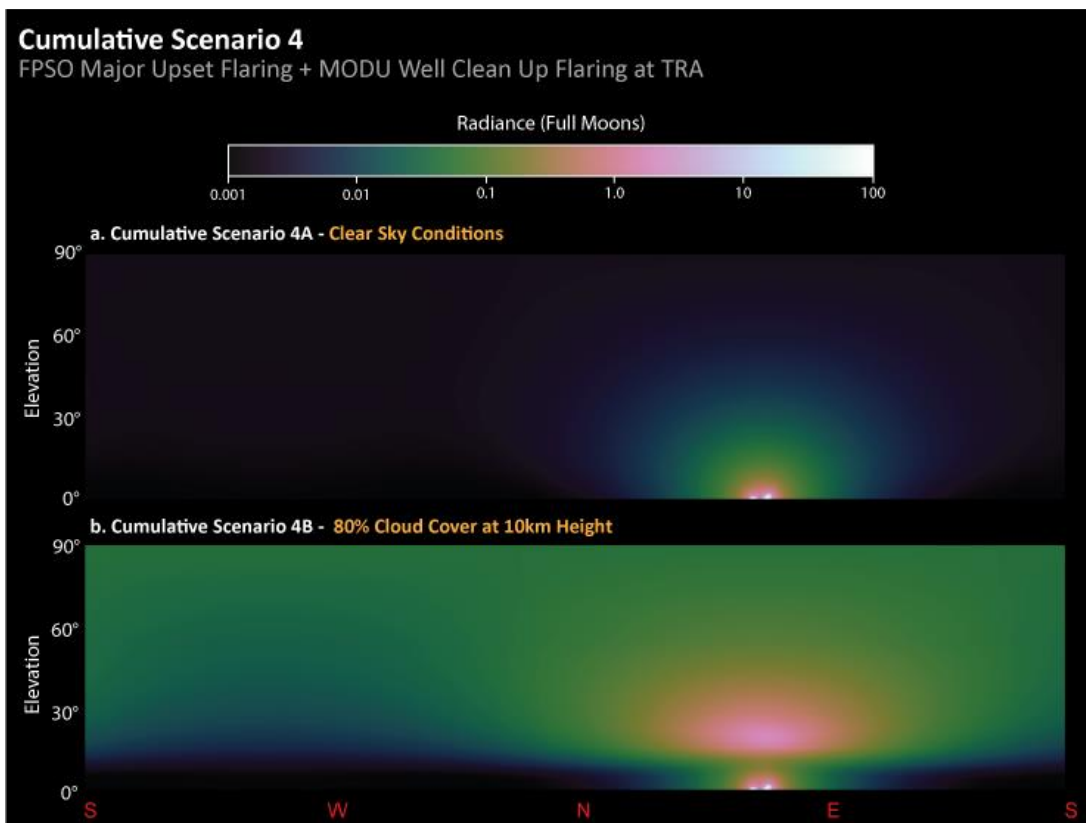 Cumulative Scenario 4
FPSO Major Upset Flaring + MODU Well Clean Up Flaring at TRA
Radiance (Full Moons)
0.001 0.01 0.1 1.0 10 100
a. Cumulative Scenario 4A - Clear Sky Conditions
90°
60°
30°
0°
Elevation
b. Cumulative Scenario 4B - 80% Cloud Cover at 10km Height
90°
60°
30°
0°
Elevation
S W N E S